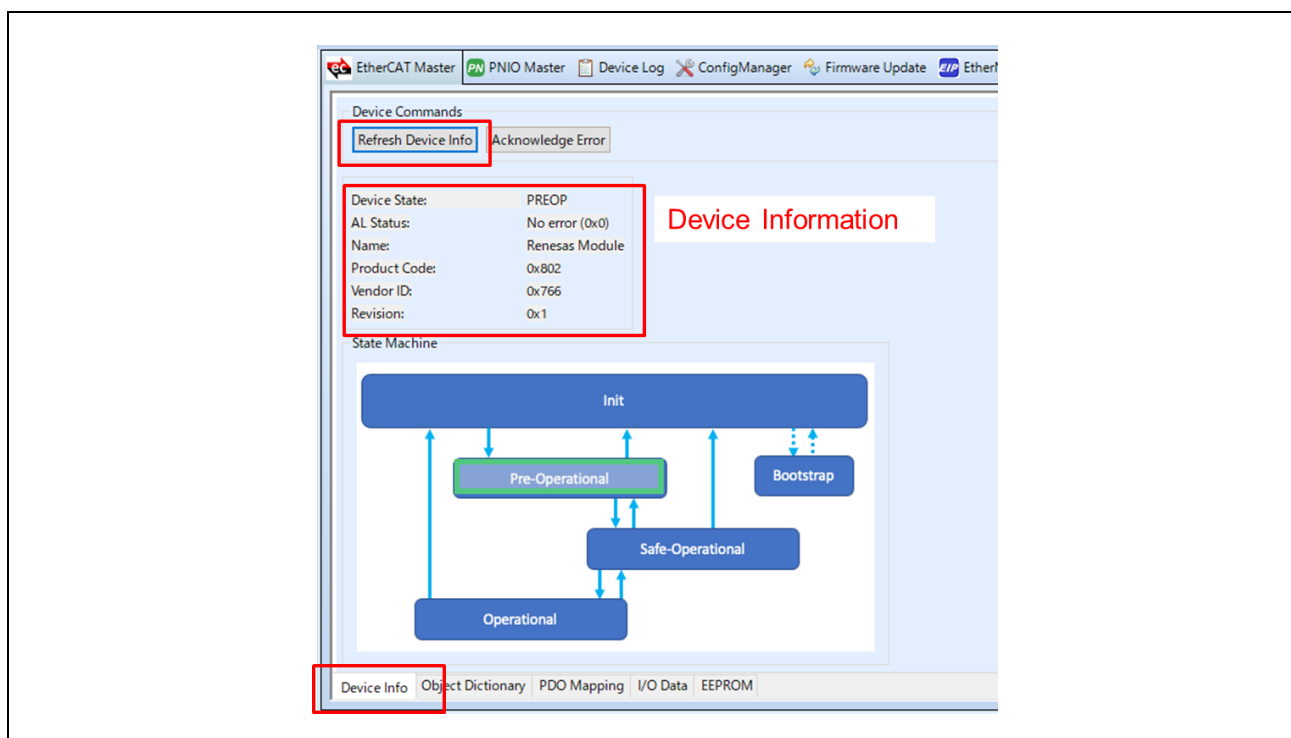 EtherCAT Master PNIO Master Device Log ConfigManager Firmware Update EIP
Device Commands
Refresh Device Info Acknowledge Error
Device State: PREOP
AL Status: No error (0x0)
Name: Renesas Module
Product Code: 0x802
Vendor ID: 0x766
Revision: 0x1
Device Information
State Machine
Init
Pre-Operational
Bootstrap
Safe-Operational
Operational
Device Info Object Dictionary PDO Mapping I/O Data EEPROM